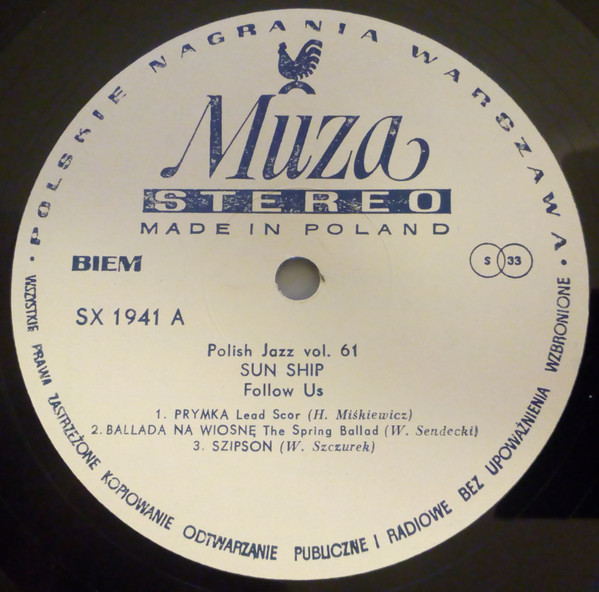 • POLSKIE NAGRANIA WARSZAWA •
Muza
STEREO
MADE IN POLAND
BIEM
S 33
SX 1941 A
Polish Jazz vol. 61
SUN SHIP
Follow Us
1. PRYMKA Lead Scor (H. Miśkiewicz)
2. BALLADA NA WIOSNĘ The Spring Ballad (W. Sendecki)
3. SZIPSON (W. Szczurek)
WSZYSTKIE PRAWA ZASTRZEŻONE KOPIOWANIE ODTWARZANIE PUBLICZNE I RADIOWE BEZ UPOWAŻNIENIA WZBRONIONE